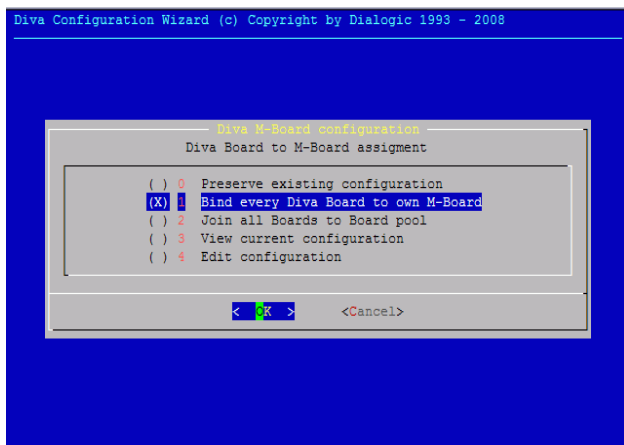 Diva Configuration Wizard (c) Copyright by Dialogic 1993 - 2008
Diva M-Board configuration
Diva Board to M-Board assigment
( ) 0 Preserve existing configuration
(X) 1 Bind every Diva Board to own M-Board
( ) 2 Join all Boards to Board pool
( ) 3 View current configuration
( ) 4 Edit configuration
< OK > <Cancel>